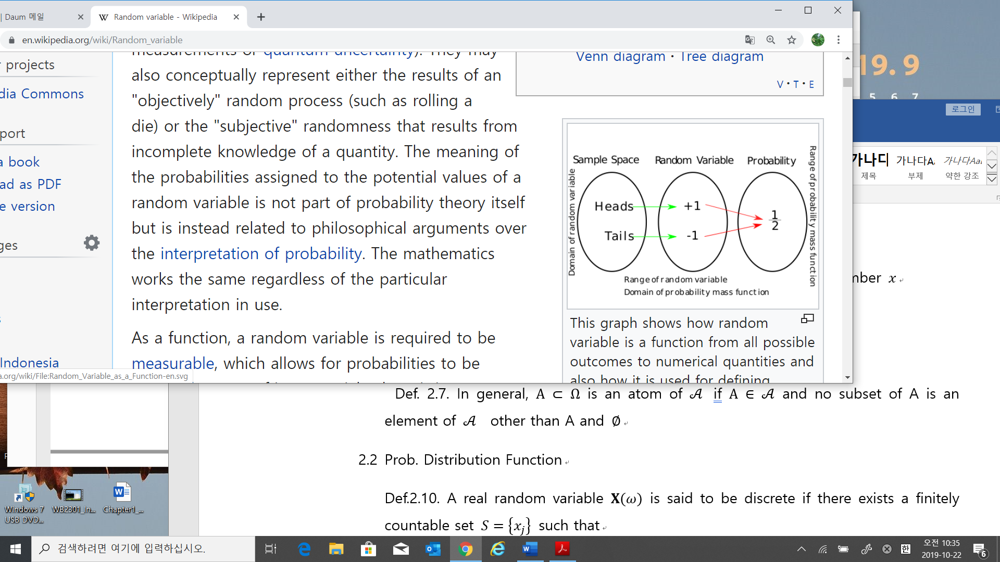 | Daum 메일
Random variable - Wikipedia
en.wikipedia.org/wiki/Random_variable
projects
dia Commons
port
a book
ad as PDF
e version
ges
Indonesia
a.org/wiki/File:Random_Variable_as_a_Function-en.svg
measurements of quantum uncertainty). They may
also conceptually represent either the results of an
"objectively" random process (such as rolling a
die) or the "subjective" randomness that results from
incomplete knowledge of a quantity. The meaning of
the probabilities assigned to the potential values of a
random variable is not part of probability theory itself
but is instead related to philosophical arguments over
the interpretation of probability. The mathematics
works the same regardless of the particular
interpretation in use.
As a function, a random variable is required to be
measurable, which allows for probabilities to be
Venn diagram · Tree diagram
V · T · E
Sample Space Random Variable Probability
Domain of random variable
Heads +1
Tails -1
1
2
Range of probability mass function
Range of random variable
Domain of probability mass function
This graph shows how random
variable is a function from all possible
outcomes to numerical quantities and
also how it is used for defining
19. 9
5 6 7
로그인
가나다 가나다Aa 가나다Aa
제목 부제 약한 강조
mber x
Def. 2.7. In general, A ⊂ Ω is an atom of 𝒜 if A ∈ 𝒜 and no subset of A is an
element of 𝒜 other than A and ∅
2.2 Prob. Distribution Function
Def.2.10. A real random variable X(ω) is said to be discrete if there exists a finitely
countable set S = {xⱼ} such that
Windows 7
USB DVD...
WB2301_In...
Chapter1_...
검색하려면 여기에 입력하십시오.
한
오전 10:35
2019-10-22
6